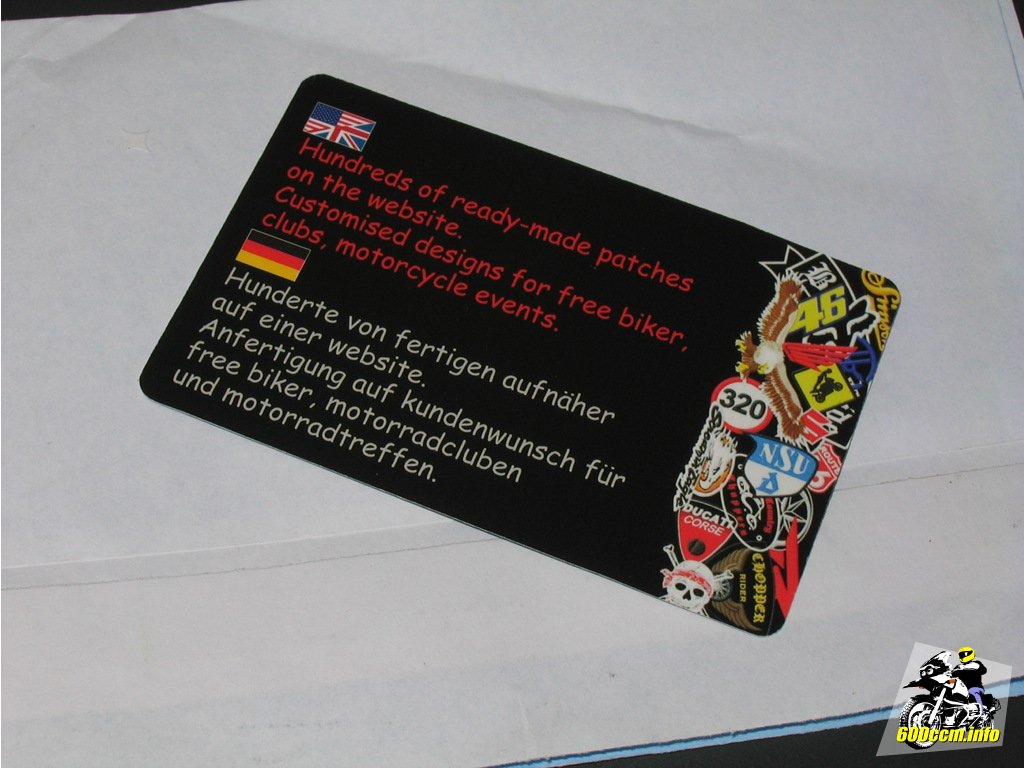 Hundreds of ready-made patches
on the website.
Customised designs for free biker,
clubs, motorcycle events.
Hunderte von fertigen aufnäher
auf einer website.
Anfertigung auf kundenwunsch für
free biker, motorradcluben
und motorradtreffen.
46
320
NSU
ROUTE
DUCATI
CORSE
CHOPPER
RIDER
600ccm.info